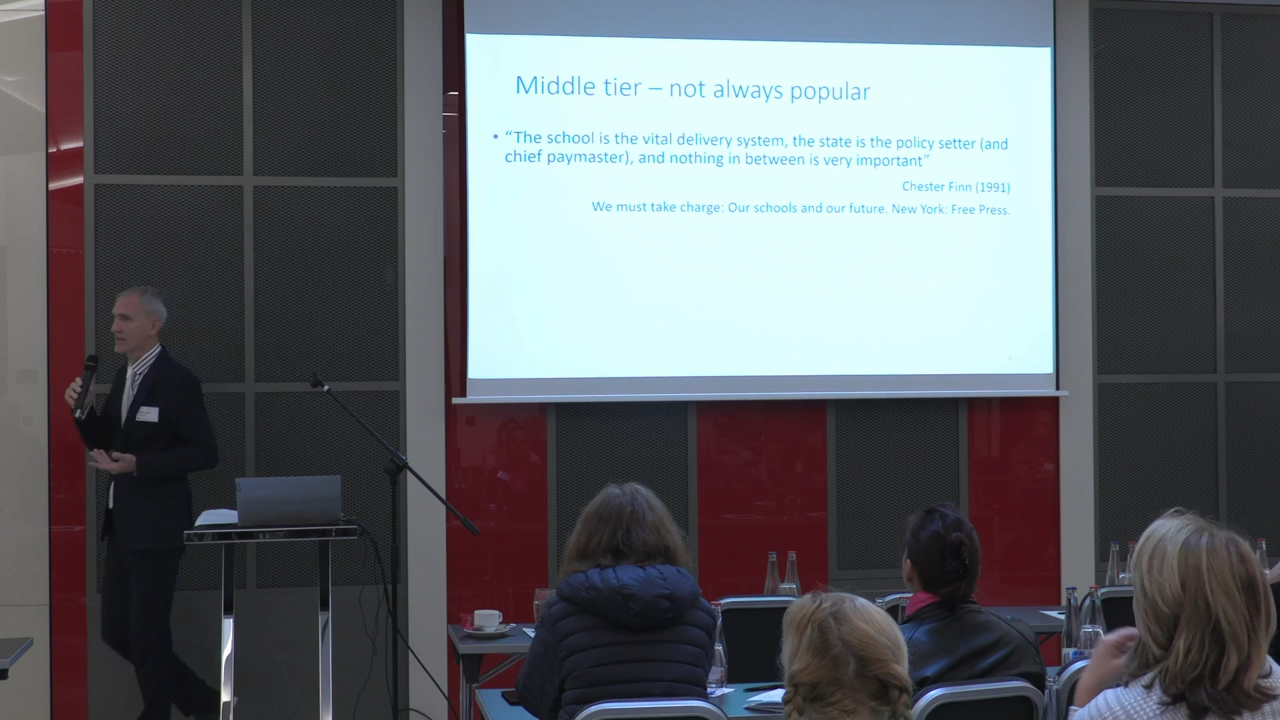 Middle tier – not always popular
• “The school is the vital delivery system, the state is the policy setter (and
chief paymaster), and nothing in between is very important”
Chester Finn (1991)
We must take charge: Our schools and our future. New York: Free Press.